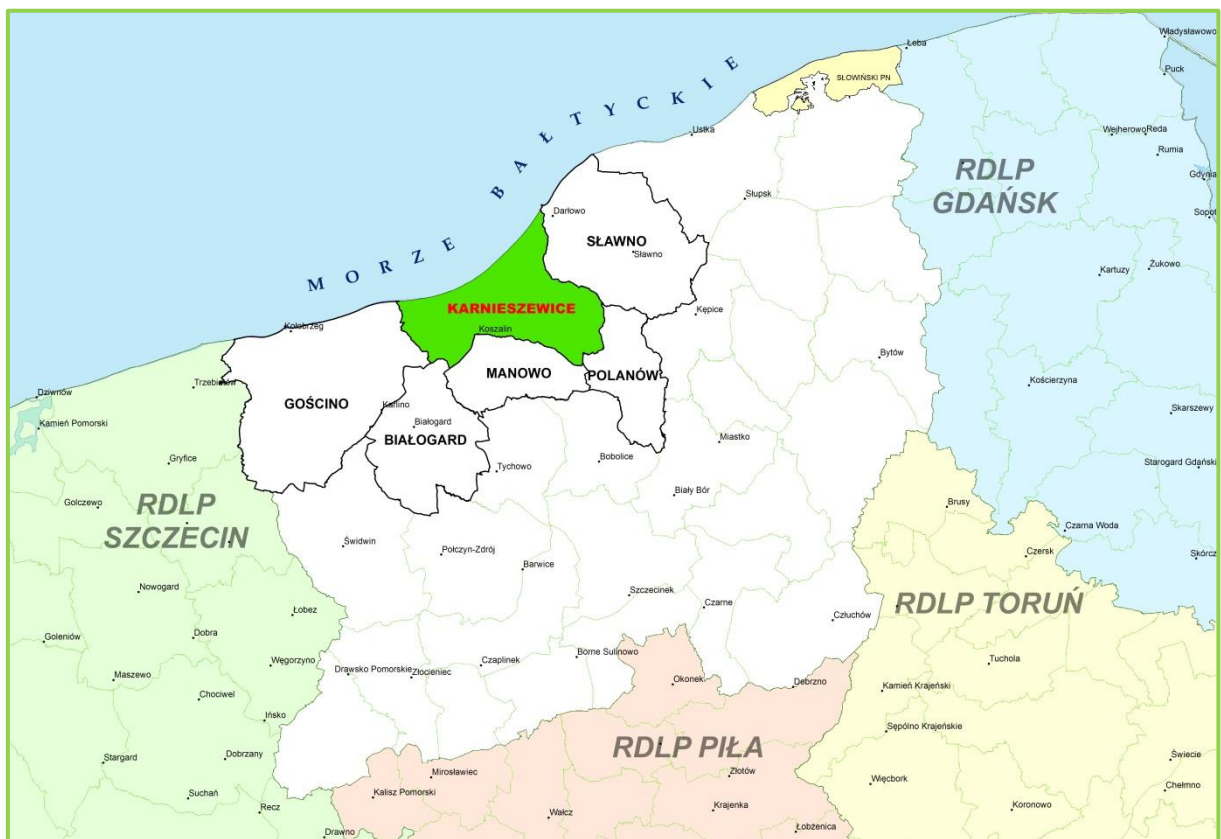 Władysławowo
Łeba
SŁOWIŃSKI PN
Puck
MORZE BAŁTYCKIE
Ustka
Wejherowo
Reda
Rumia
RDLP
GDAŃSK
Gdynia
Słupsk
Sopot
Darłowo
SŁAWNO
Sławno
Żukowo
Kartuzy
KARNIESZEWICE
Kępice
Kołobrzeg
Koszalin
Bytów
MANOWO
POLANÓW
Trzebiatów
Kościerzyna
Dziwnów
GOŚCINO
Karlino
Skarszewy
Białogard
Kamień Pomorski
BIAŁOGARD
Miastko
Gryfice
Bobolice
Tychowo
Starogard Gdański
Biały Bór
RDLP
SZCZECIN
Golczewo
Brusy
Czarna Woda
Świdwin
Połczyn-Zdrój
Czersk
Skórcz
Barwice
Nowogard
Szczecinek
Czarne
RDLP TORUŃ
Łobez
Człuchów
Goleniów
Dobra
Borne Sulinowo
Węgorzyno
Czaplinek
Tuchola
Drawsko Pomorskie
Złocieniec
Maszewo
Okonek
Debrzno
Kamień Krajeński
Chociwel
Ińsko
Sępólno Krajeńskie
RDLP PIŁA
Stargard
Dobrzany
Świecie
Mirosławiec
Złotów
Więcbork
Chełmno
Suchań
Kalisz Pomorski
Recz
Wałcz
Krajenka
Koronowo
Drawno
Łobżenica